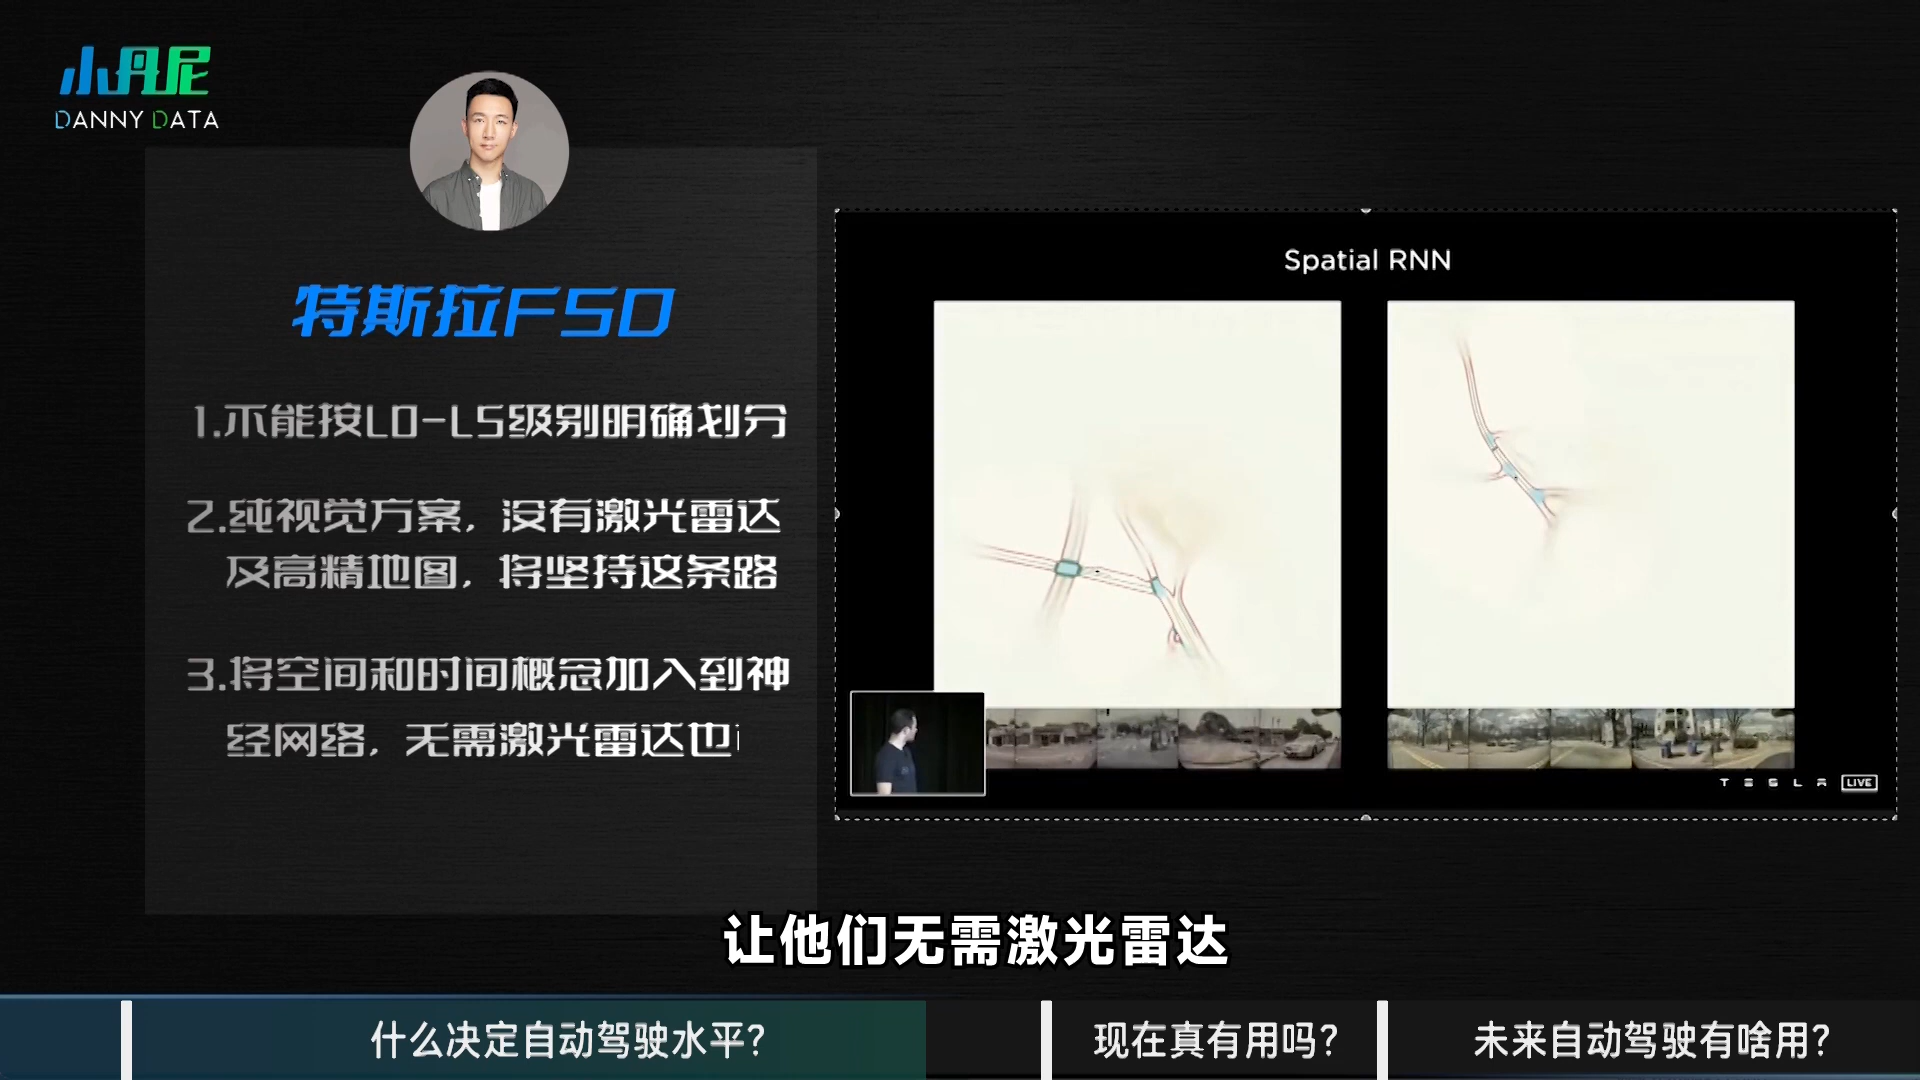 小丹尼
DANNY DATA
特斯拉FSD
1.不能按L0-L5级别明确划分
2.纯视觉方案，没有激光雷达
及高精地图，将坚持这条路
3.将空间和时间概念加入到神
经网络，无需激光雷达也
Spatial RNN
TESLA LIVE
让他们无需激光雷达
什么决定自动驾驶水平？
现在真有用吗？
未来自动驾驶有啥用？